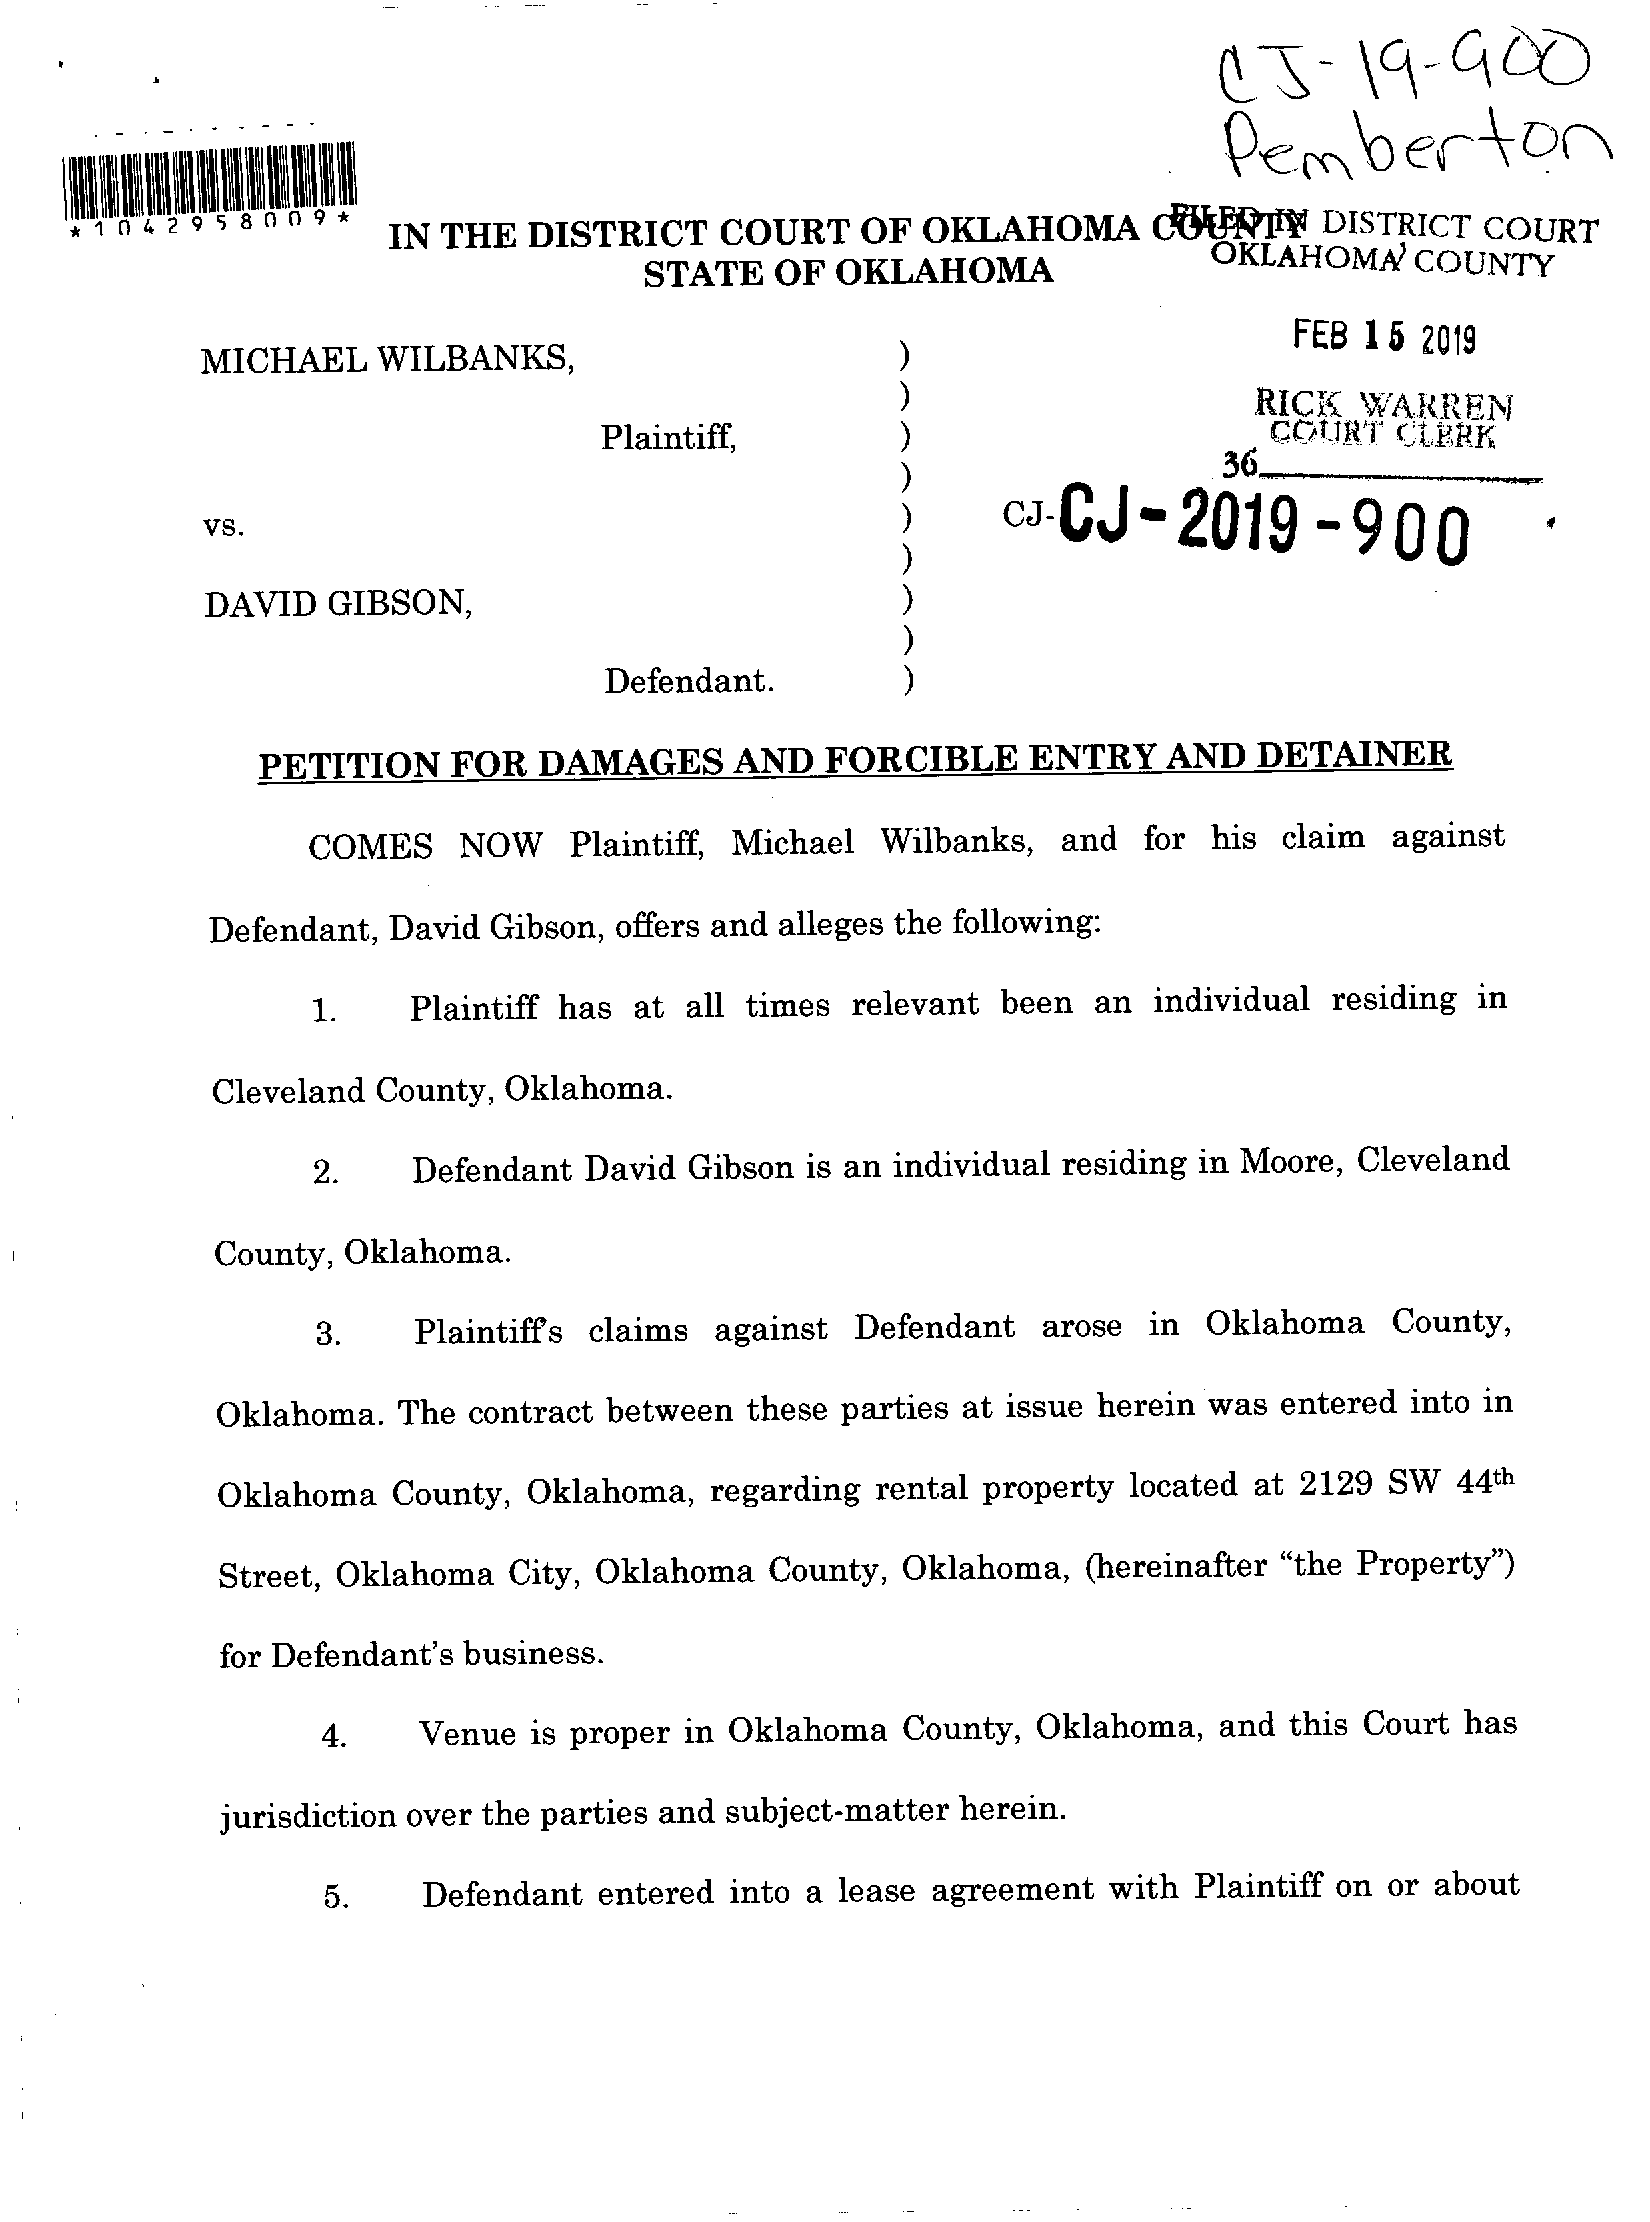 CJ-19-900
Pemberton
*1042958009*
IN THE DISTRICT COURT OF OKLAHOMA COUNTY
STATE OF OKLAHOMA
FILED IN DISTRICT COURT
OKLAHOMA COUNTY
FEB 15 2019
RICK WARREN
COURT CLERK
36
MICHAEL WILBANKS, )
)
Plaintiff, )
)
vs. ) CJ-CJ-2019-900
)
DAVID GIBSON, )
)
Defendant. )
PETITION FOR DAMAGES AND FORCIBLE ENTRY AND DETAINER
COMES NOW Plaintiff, Michael Wilbanks, and for his claim against
Defendant, David Gibson, offers and alleges the following:
1. Plaintiff has at all times relevant been an individual residing in
Cleveland County, Oklahoma.
2. Defendant David Gibson is an individual residing in Moore, Cleveland
County, Oklahoma.
3. Plaintiff's claims against Defendant arose in Oklahoma County,
Oklahoma. The contract between these parties at issue herein was entered into in
Oklahoma County, Oklahoma, regarding rental property located at 2129 SW 44th
Street, Oklahoma City, Oklahoma County, Oklahoma, (hereinafter “the Property”)
for Defendant's business.
4. Venue is proper in Oklahoma County, Oklahoma, and this Court has
jurisdiction over the parties and subject-matter herein.
5. Defendant entered into a lease agreement with Plaintiff on or about